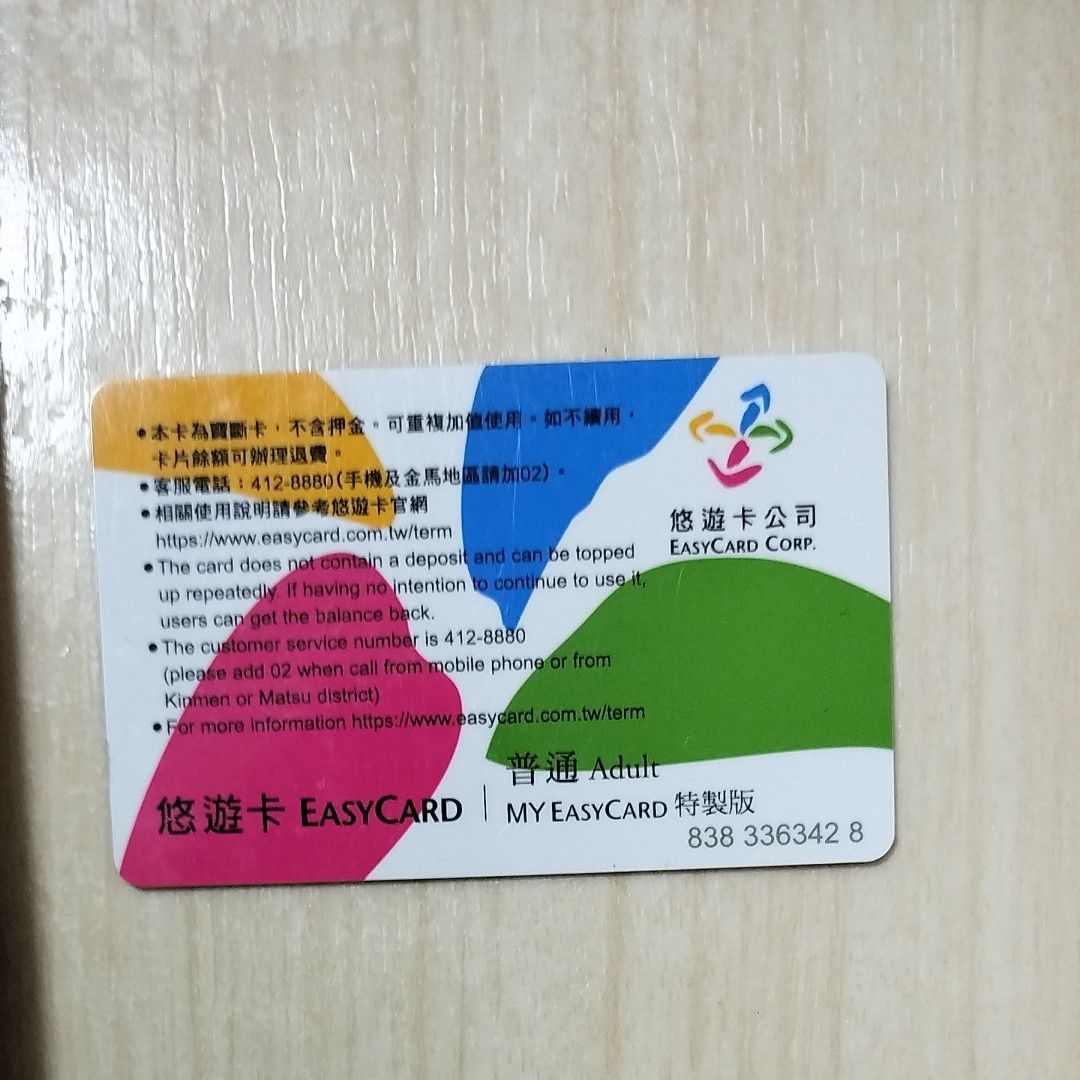 •本卡為賣斷卡，不含押金。可重複加值使用。如不續用，
卡片餘額可辦理退費。
•客服電話：412-8880(手機及金馬地區請加02)。
•相關使用說明請參考悠遊卡官網
https://www.easycard.com.tw/term
•The card does not contain a deposit and can be topped
up repeatedly. If having no intention to continue to use it,
users can get the balance back.
•The customer service number is 412-8880
(please add 02 when call from mobile phone or from
Kinmen or Matsu district)
•For more information https://www.easycard.com.tw/term
悠遊卡公司
EASYCARD CORP.
悠遊卡 EASYCARD
普通 Adult
MY EASYCARD 特製版
838 336342 8